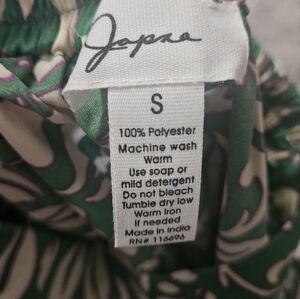 Japna
S
100% Polyester
Machine wash
Warm
Use soap or
mild detergent
Do not bleach
Tumble dry low
Warm Iron
if needed
Made in India
RN# 116696